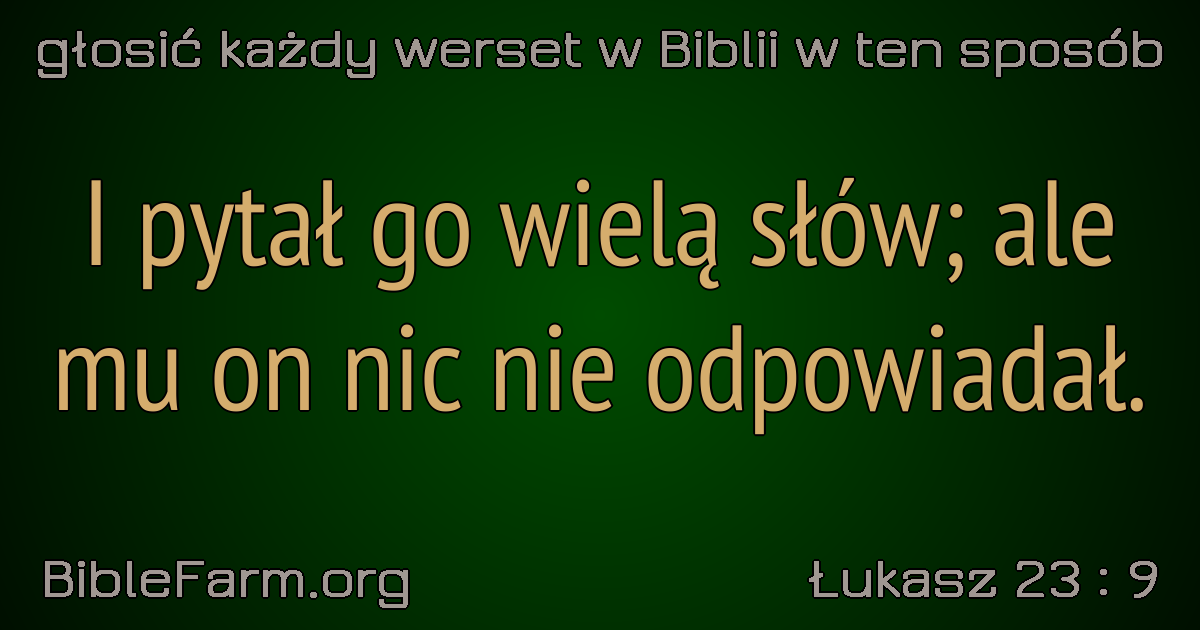 głosić każdy werset w Biblii w ten sposób
I pytał go wielą słów; ale
mu on nic nie odpowiadał.
BibleFarm.org
Łukasz 23 : 9